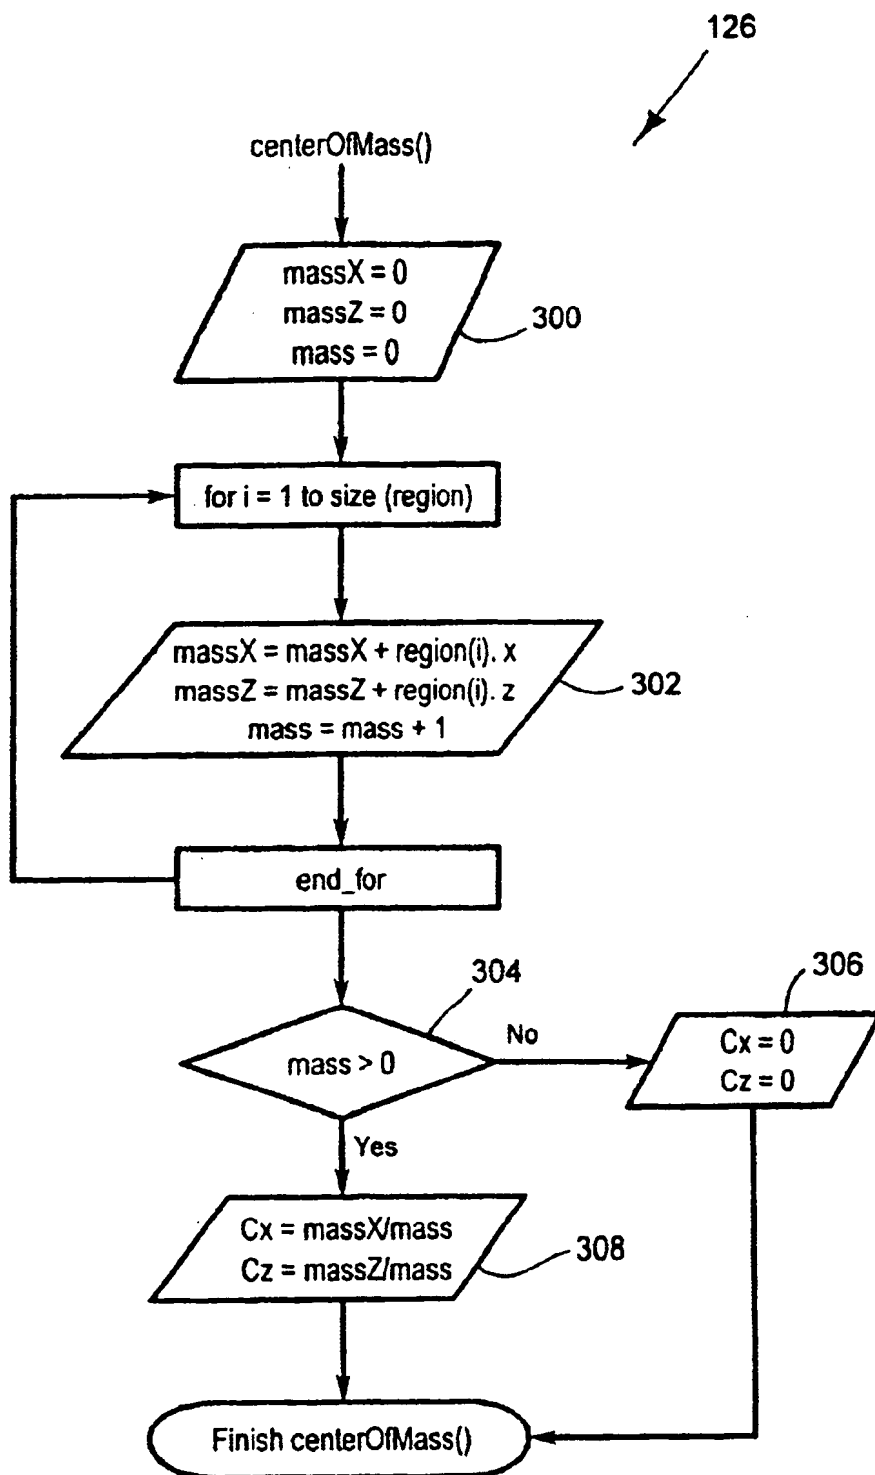 126
centerOfMass()
massX = 0
massZ = 0
mass = 0
300
for i = 1 to size (region)
massX = massX + region(i). x
massZ = massZ + region(i). z
mass = mass + 1
302
end_for
304
306
mass > 0
No
Cx = 0
Cz = 0
Yes
Cx = massX/mass
Cz = massZ/mass
308
Finish centerOfMass()